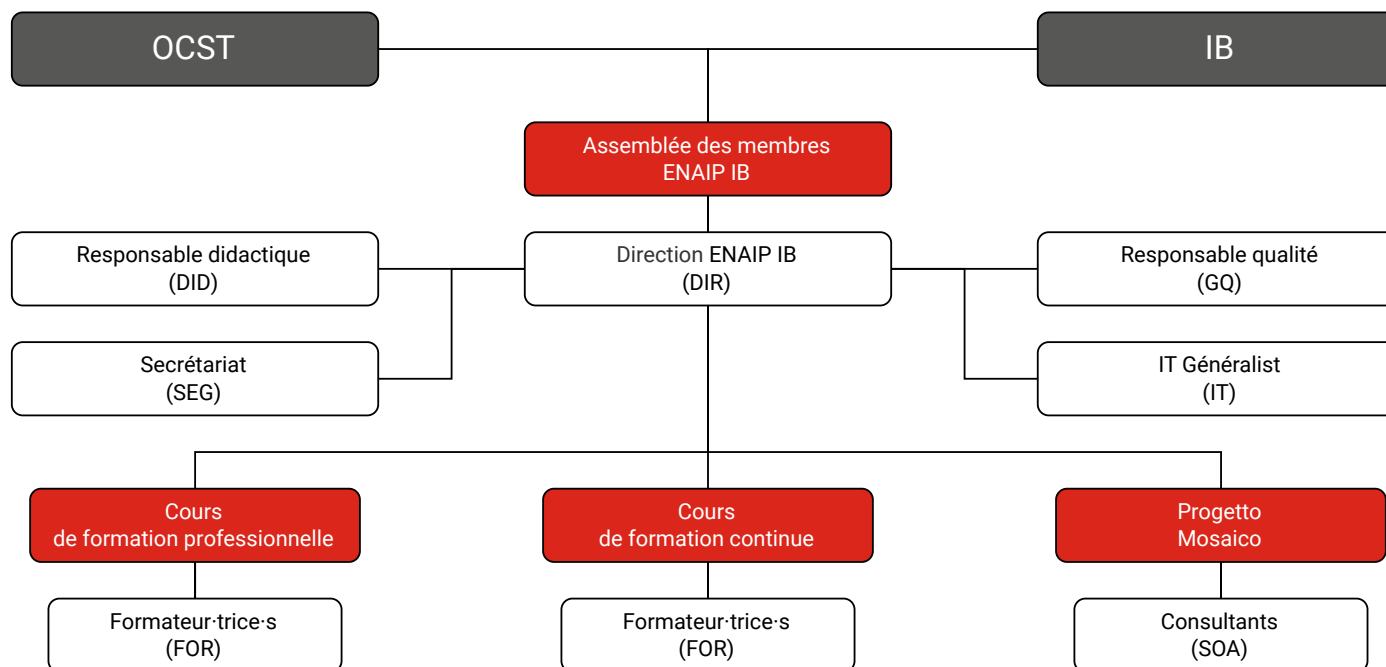 OCST
IB
Assemblée des membres
ENAIP IB
Responsable didactique
(DID)
Direction ENAIP IB
(DIR)
Responsable qualité
(GQ)
Secrétariat
(SEG)
IT Généralist
(IT)
Cours
de formation professionnelle
Cours
de formation continue
Progetto
Mosaico
Formateur·trice·s
(FOR)
Formateur·trice·s
(FOR)
Consultants
(SOA)